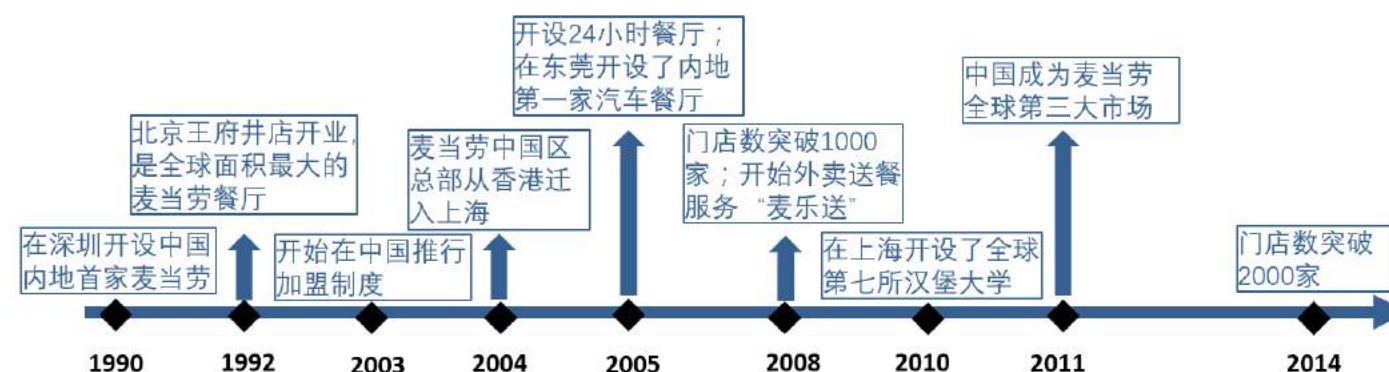 在深圳开设中国
内地首家麦当劳
北京王府井店开业,
是全球面积最大的
麦当劳餐厅
开始在中国推行
加盟制度
麦当劳中国区
总部从香港迁
入上海
开设24小时餐厅；
在东莞开设了内地
第一家汽车餐厅
门店数突破1000
家；开始外卖送餐
服务“麦乐送”
在上海开设了全球
第七所汉堡大学
中国成为麦当劳
全球第三大市场
门店数突破
2000家
1990
1992
2003
2004
2005
2008
2010
2011
2014